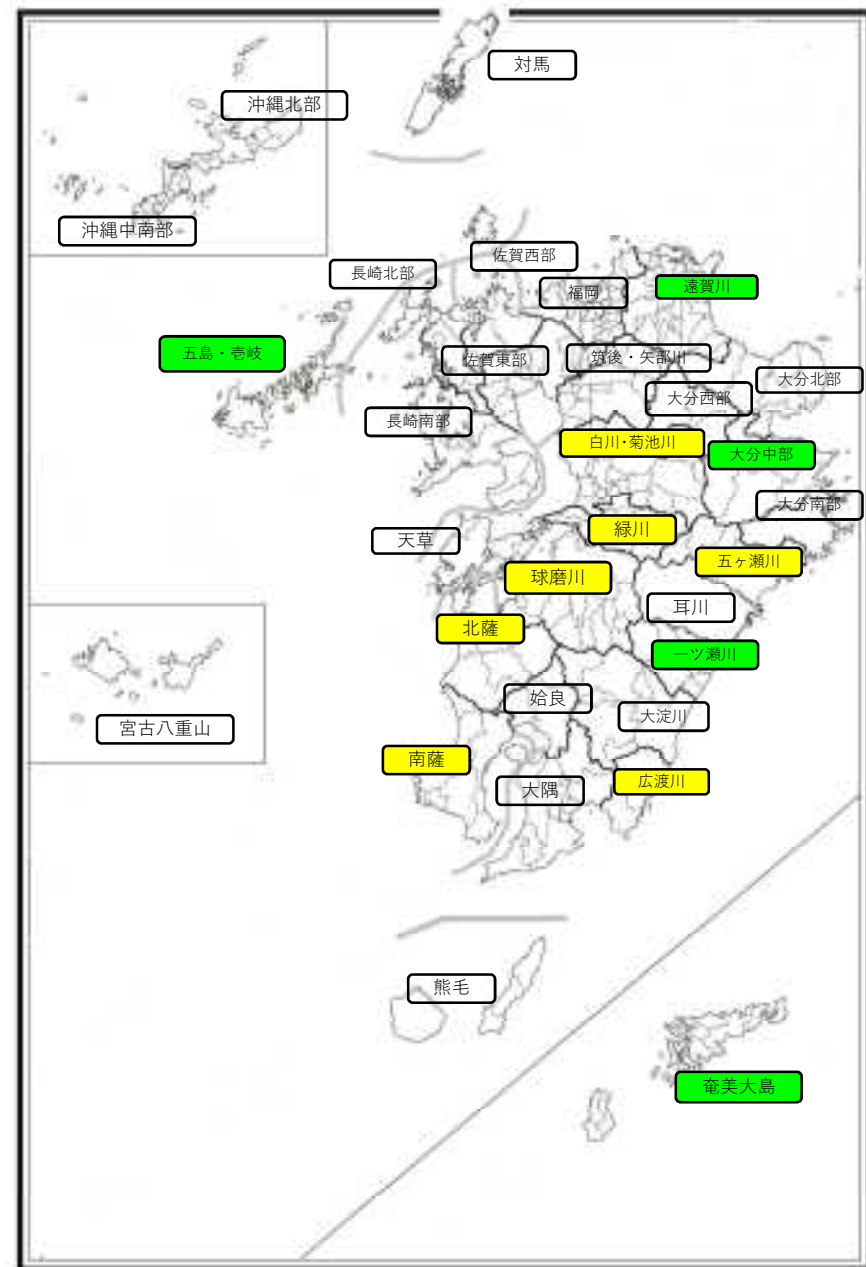 対馬
沖縄北部
沖縄中南部
佐賀西部
長崎北部
福岡
遠賀川
五島・壱岐
佐賀東部
筑後・矢部川
大分北部
大分西部
長崎南部
白川・菊池川
大分中部
大分南部
緑川
天草
五ヶ瀬川
球磨川
耳川
北薩
一ツ瀬川
姶良
大淀川
宮古八重山
南薩
広渡川
大隅
熊毛
奄美大島